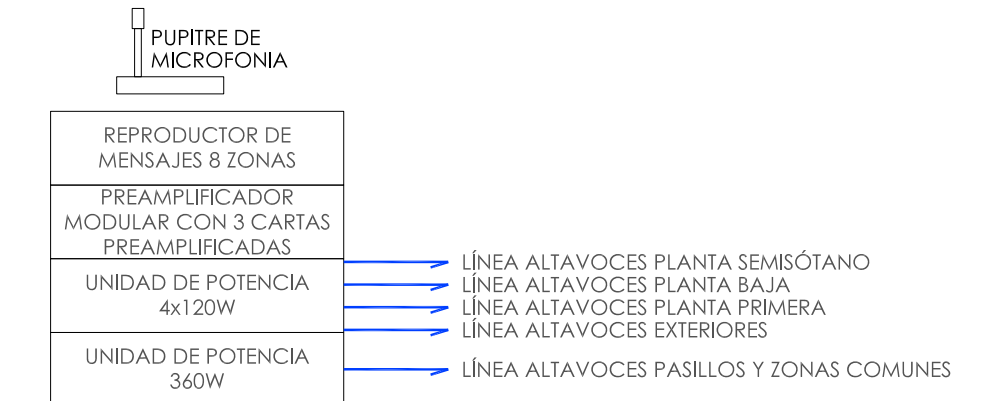 PUPITRE DE
MICROFONIA
REPRODUCTOR DE
MENSAJES 8 ZONAS
PREAMPLIFICADOR
MODULAR CON 3 CARTAS
PREAMPLIFICADAS
UNIDAD DE POTENCIA
4x120W
LÍNEA ALTAVOCES PLANTA SEMISÓTANO
LÍNEA ALTAVOCES PLANTA BAJA
LÍNEA ALTAVOCES PLANTA PRIMERA
LÍNEA ALTAVOCES EXTERIORES
UNIDAD DE POTENCIA
360W
LÍNEA ALTAVOCES PASILLOS Y ZONAS COMUNES